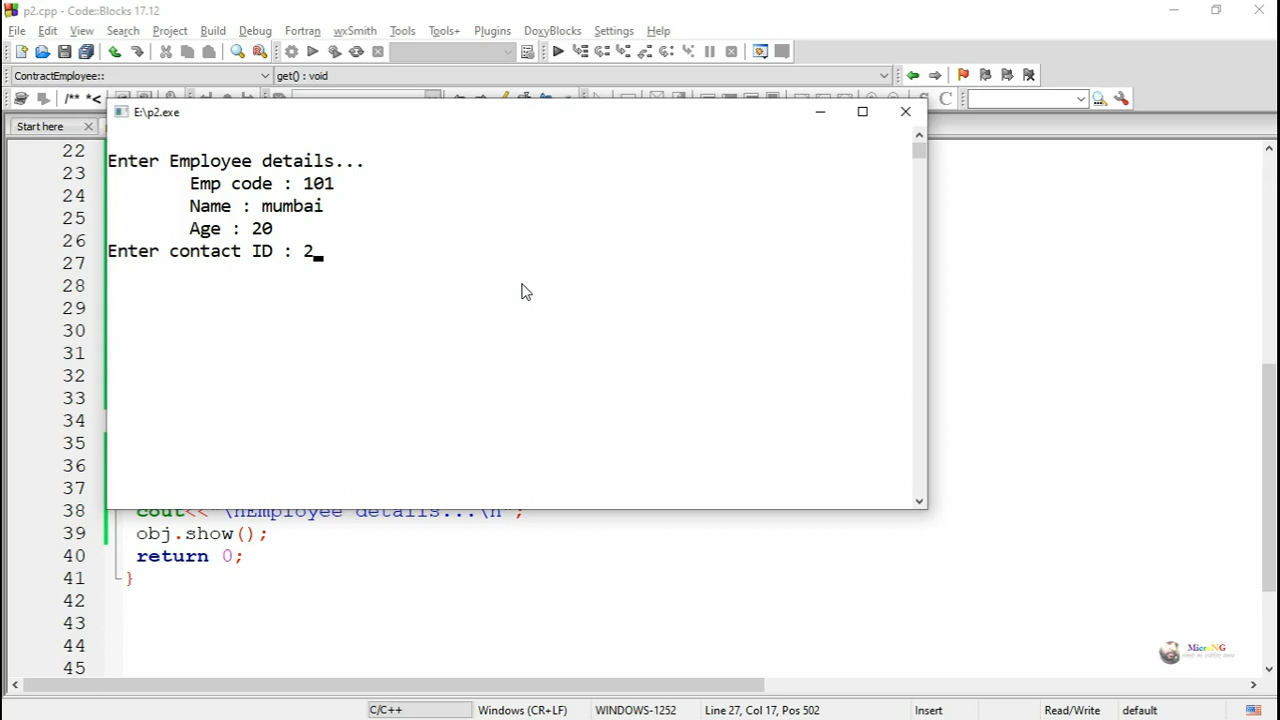 p2.cpp - Code::Blocks 17.12
File Edit View Search Project Build Debug Fortran wxSmith Tools Tools+ Plugins DoxyBlocks Settings Help
ContractEmployee:: get() : void
/** *<
E:\p2.exe
Start here
Enter Employee details...
Emp code : 101
Name : mumbai
Age : 20
Enter contact ID : 2
22
23
24
25
26
27
28
29
30
31
32
33
34
35
36
37
38 cout<<"\nEmployee details...\n";
39 obj.show();
40 return 0;
41 }
42
43
44
45
MicroNG
C/C++ Windows (CR+LF) WINDOWS-1252 Line 27, Col 17, Pos 502 Insert Read/Write default